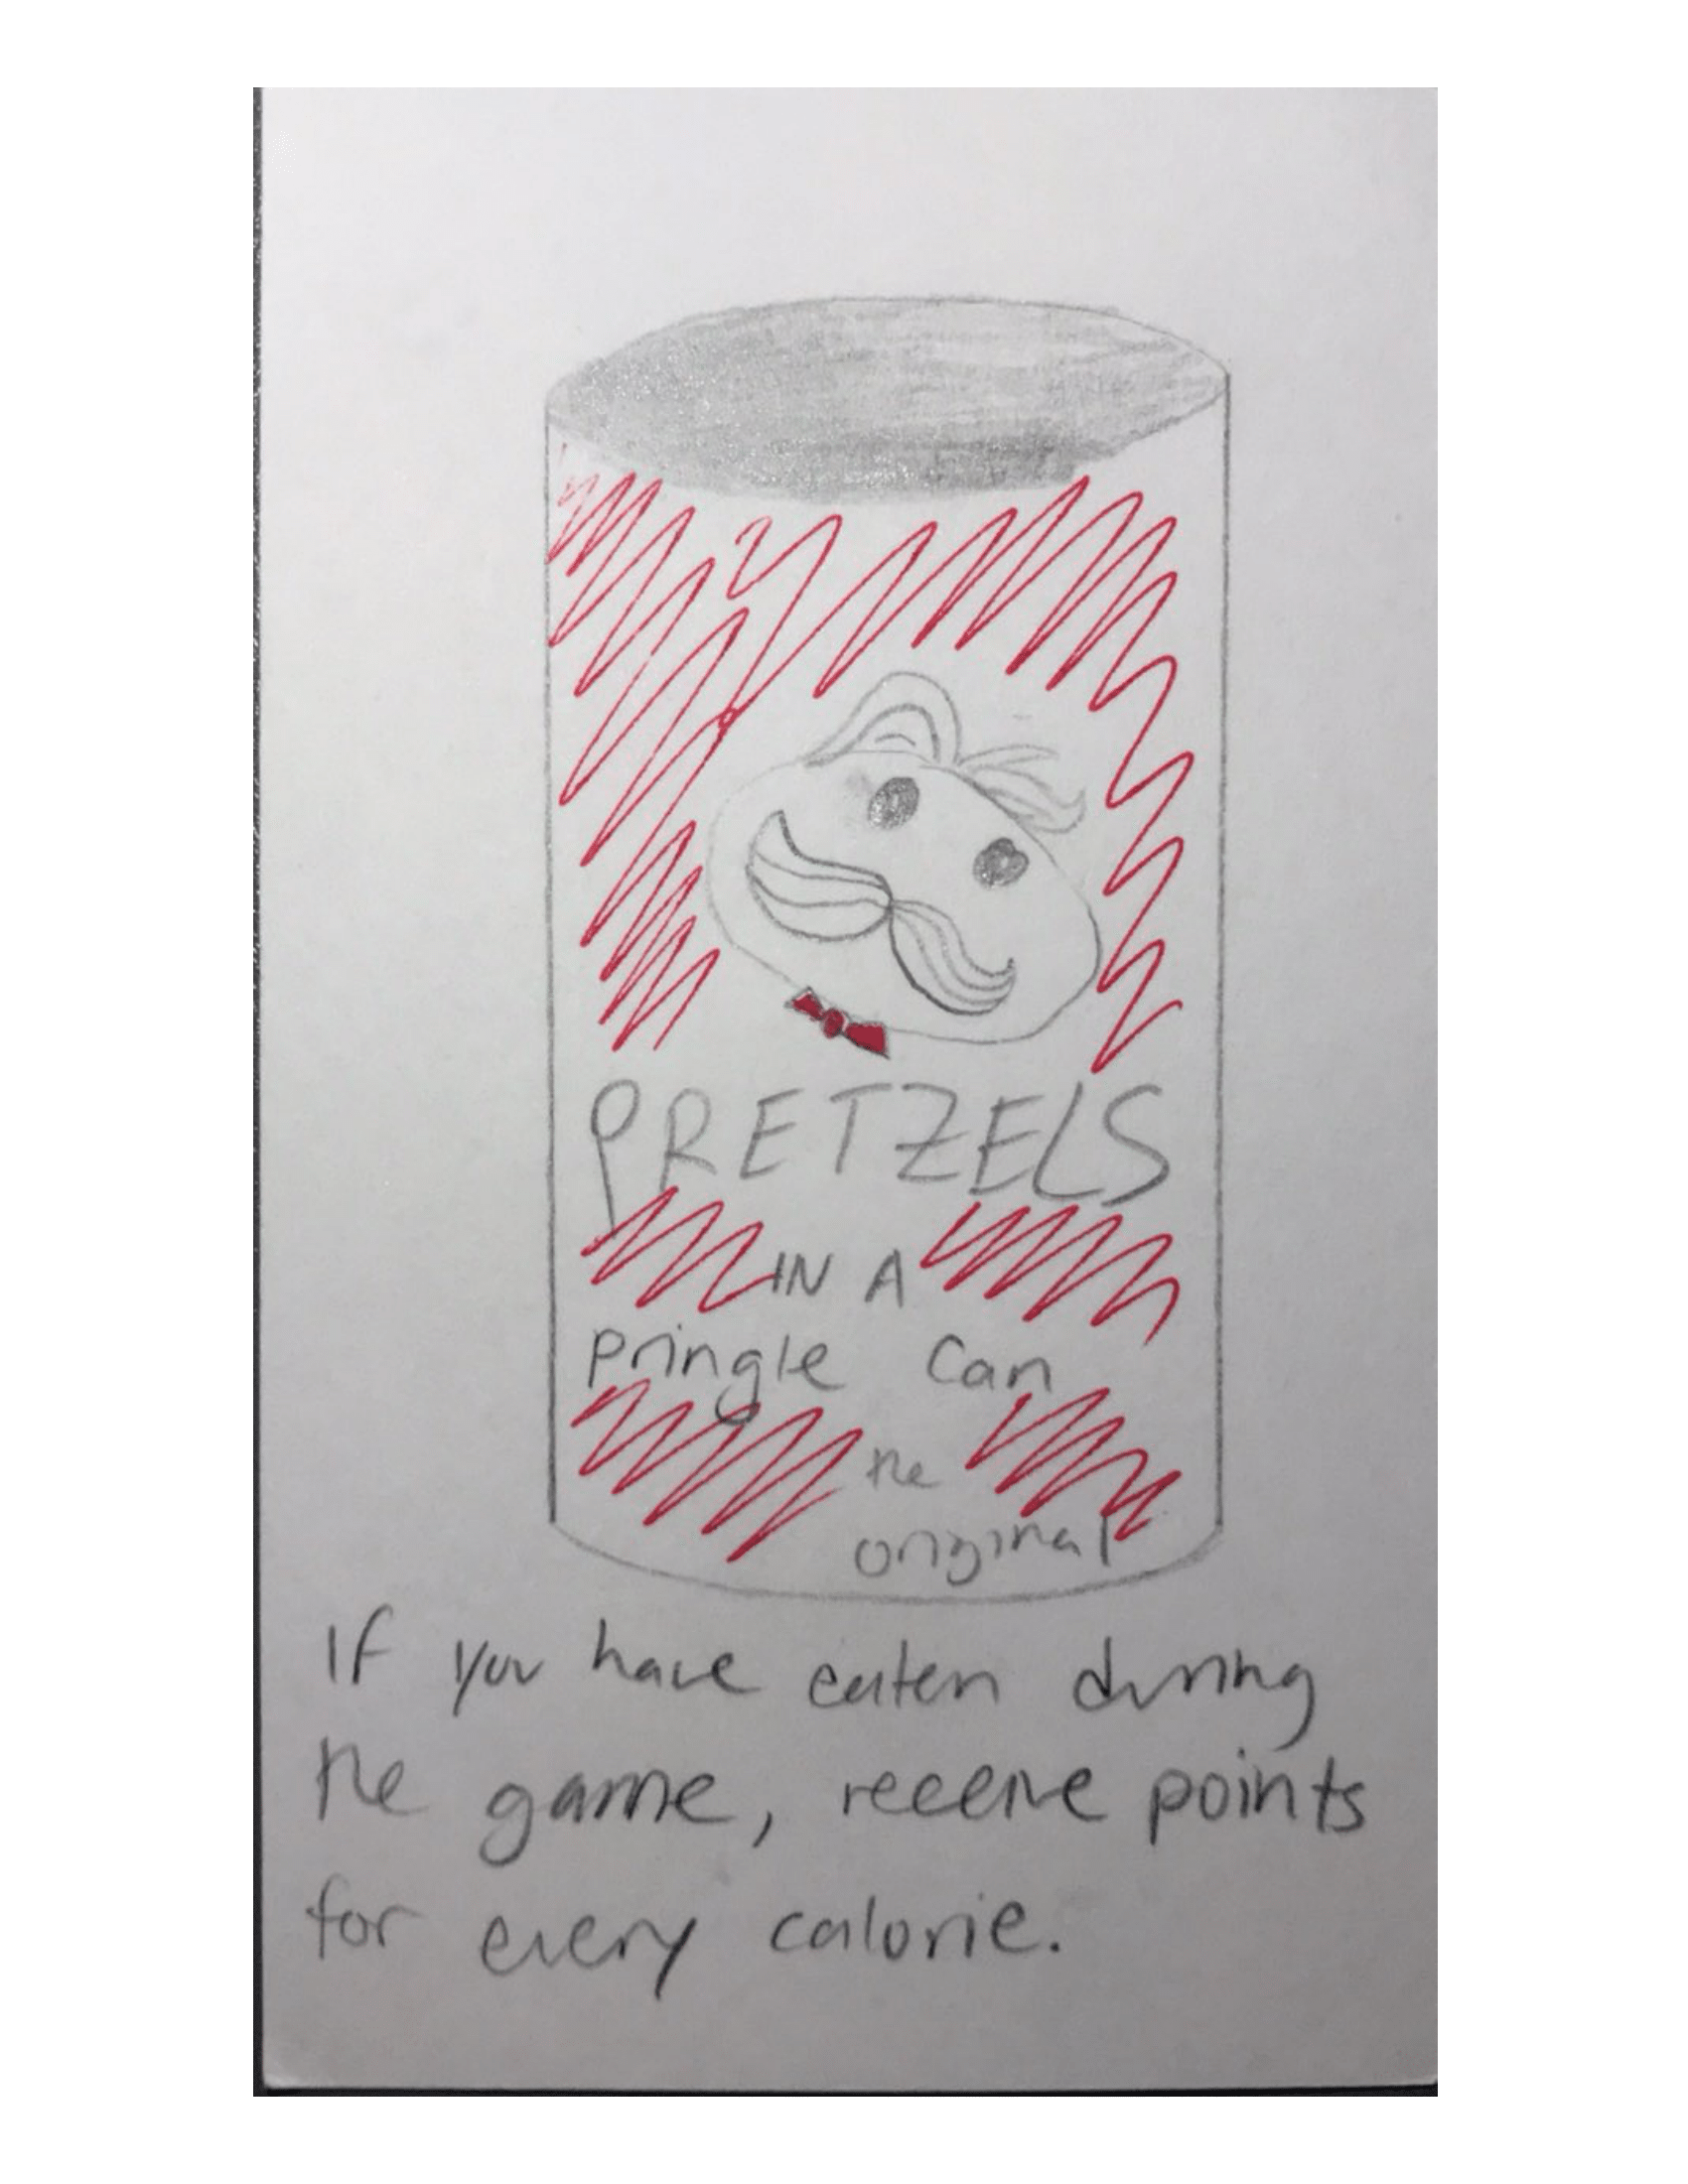 PRETZELS
IN A
pringle can
the
original
If you have eaten during
the game, receive points
for every calorie.